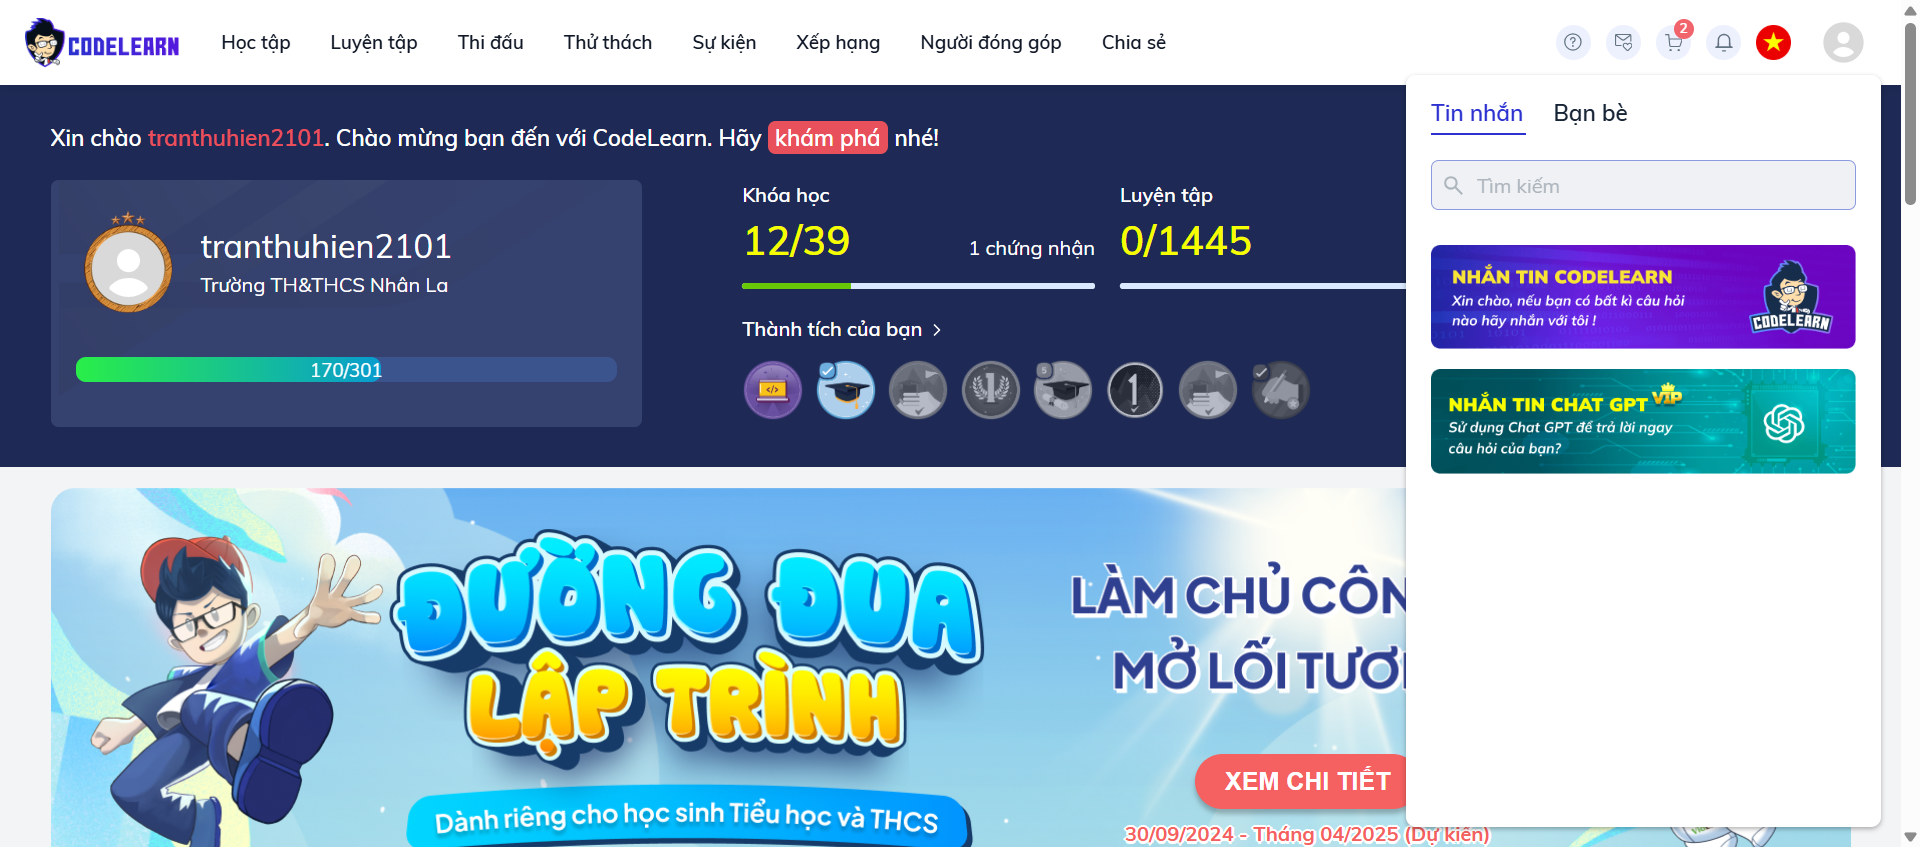 CODELEARN Học tập Luyện tập Thi đấu Thử thách Sự kiện Xếp hạng Người đóng góp Chia sẻ 2
Xin chào tranthuhien2101. Chào mừng bạn đến với CodeLearn. Hãy khám phá nhé!
tranthuhien2101
Trường TH&THCS Nhân La
170/301
Khóa học
12/39
1 chứng nhận
Luyện tập
0/1445
Thành tích của bạn
Tin nhắn Bạn bè
Tìm kiếm
NHẮN TIN CODELEARN
Xin chào, nếu bạn có bất kì câu hỏi
nào hãy nhắn với tôi !
CODELEARN
NHẮN TIN CHAT GPT VIP
Sử dụng Chat GPT để trả lời ngay
câu hỏi của bạn?
ĐƯỜNG ĐUA
LẬP TRÌNH
Dành riêng cho học sinh Tiểu học và THCS
LÀM CHỦ CÔN
MỞ LỐI TƯƠ
XEM CHI TIẾT
30/09/2024 - Tháng 04/2025 (Dự kiến)